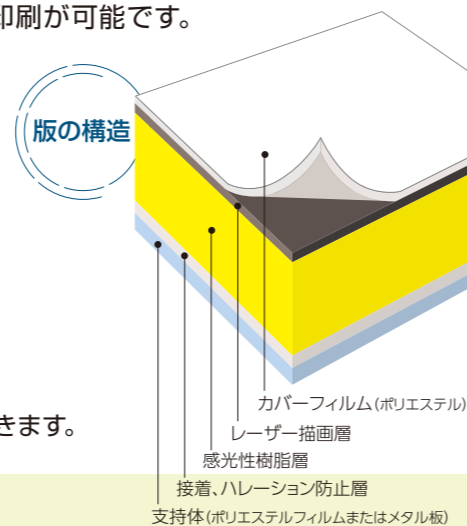 印刷が可能です。
版の構造
カバーフィルム(ポリエステル)
レーザー描画層
感光性樹脂層
きます。
接着、ハレーション防止層
支持体(ポリエステルフィルムまたはメタル板)